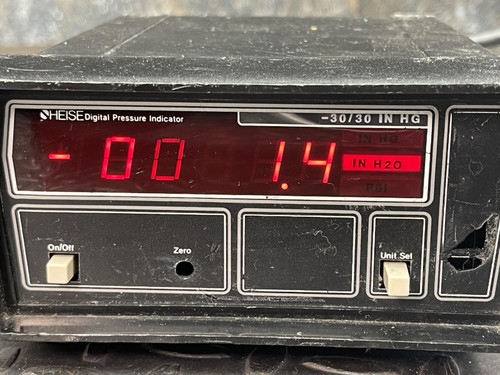 HEISE Digital Pressure Indicator
-30/30 IN HG
IN HG
- 00 1.4
IN H2O
PSI
On/Off
Zero
Unit Sel